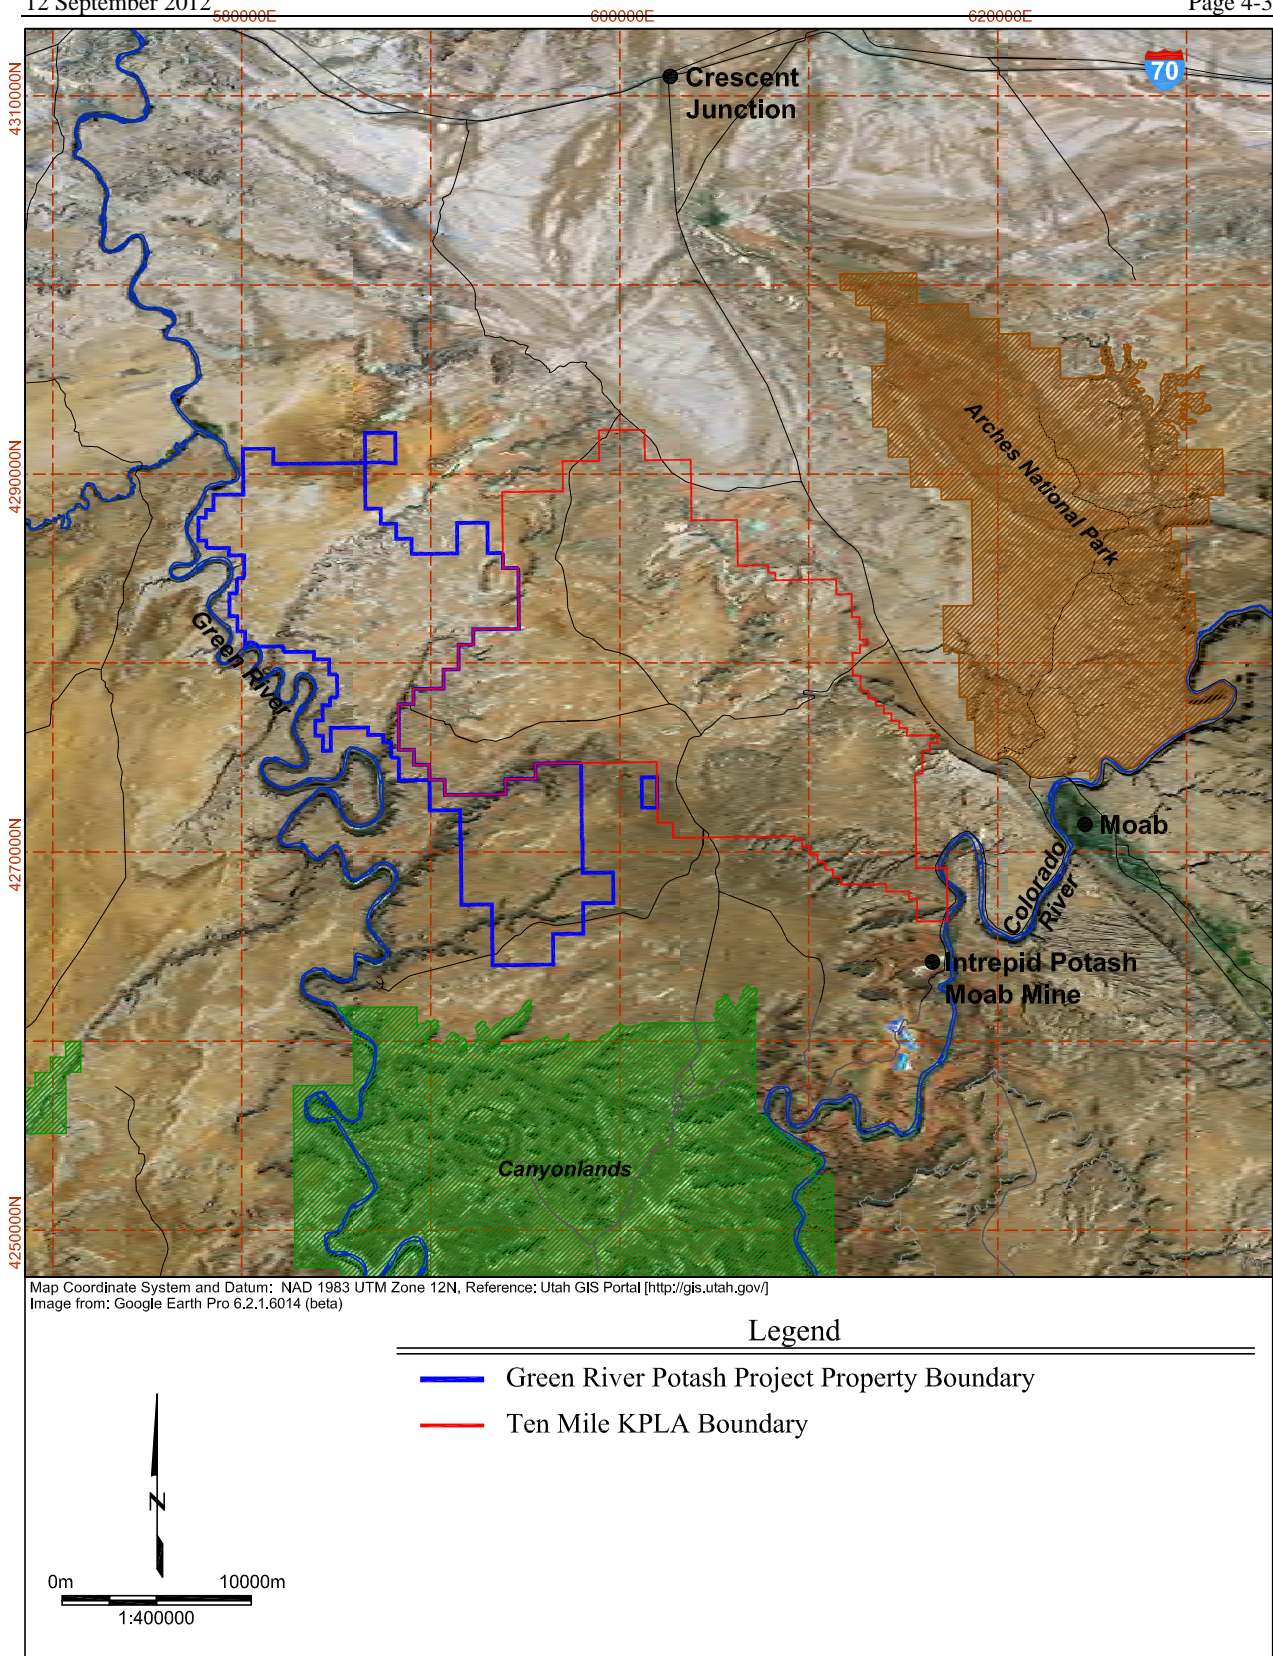 12 September 2012 Page 4-3
580000E 600000E 620000E
4310000N
70
Crescent
Junction
Arches National Park
4290000N
Green River
Moab
4270000N
Colorado
River
Intrepid Potash
Moab Mine
Canyonlands
4250000N
Map Coordinate System and Datum: NAD 1983 UTM Zone 12N, Reference: Utah GIS Portal [http://gis.utah.gov/]
Image from: Google Earth Pro 6.2.1.6014 (beta)
Legend
Green River Potash Project Property Boundary
Ten Mile KPLA Boundary
N
0m 10000m
1:400000